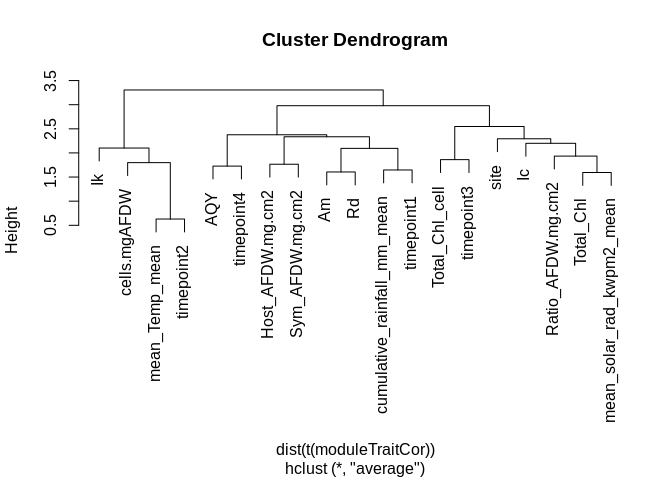 Cluster Dendrogram
Height
3.5
2.5
1.5
0.5
Ik
cells.mgAFDW
mean_Temp_mean
timepoint2
AQY
timepoint4
Host_AFDW.mg.cm2
Sym_AFDW.mg.cm2
Am
Rd
cumulative_rainfall_mm_mean
timepoint1
Total_Chl_cell
timepoint3
site
Ic
Ratio_AFDW.mg.cm2
Total_Chl
mean_solar_rad_kwpm2_mean
dist(t(moduleTraitCor))
hclust (*, "average")